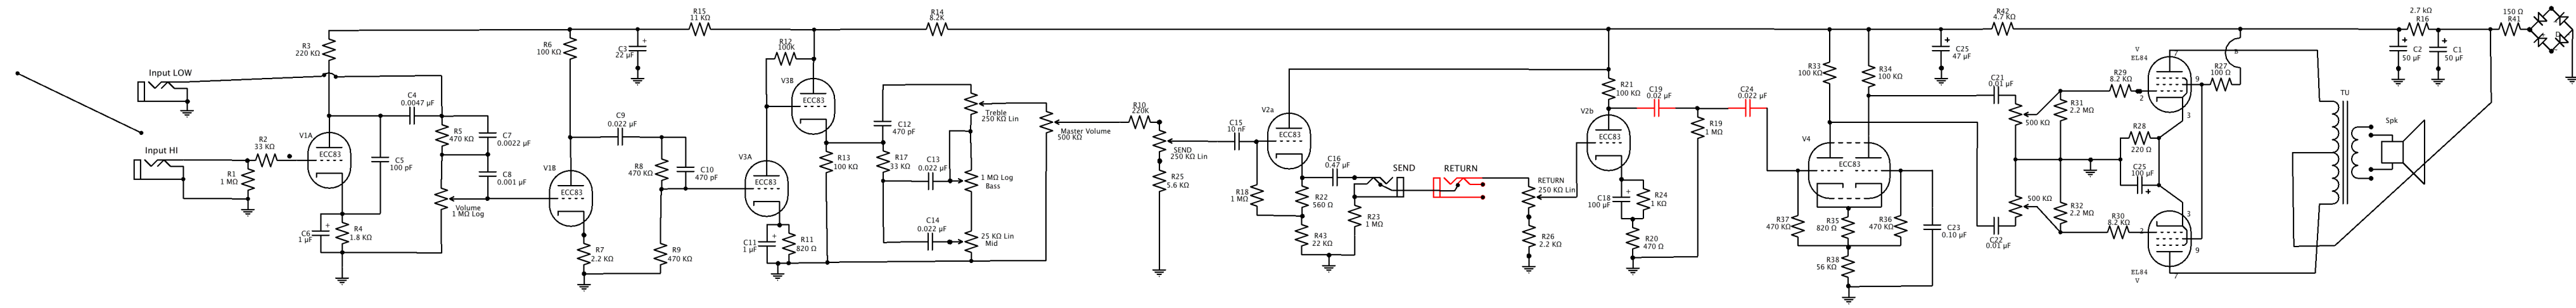 R15
11 KΩ
R14
8.2K
R42
4.7 KΩ
2.7 kΩ
R16
150 Ω
R41
R3
220 KΩ
R6
100 KΩ
C3
22 µF
+
R12
100K
Input LOW
C4
0.0047 µF
R5
470 KΩ
C7
0.0022 µF
C8
0.001 µF
R2
33 KΩ
V1A
ECC83
C5
100 pF
Input HI
R1
1 MΩ
C6
1 µF
+
R4
1.8 KΩ
Volume
1 MΩ Log
C9
0.022 µF
R8
470 KΩ
C10
470 pF
V1B
ECC83
R7
2.2 KΩ
R9
470 KΩ
V3B
ECC83
V3A
ECC83
C11
1 µF
+
R11
820 Ω
R13
100 KΩ
C12
470 pF
R17
33 KΩ
C13
0.022 µF
C14
0.022 µF
Treble
250 KΩ Lin
1 MΩ Log
Bass
25 KΩ Lin
Mid
Master Volume
500 KΩ
R10
220K
SEND
250 KΩ Lin
R25
5.6 KΩ
C15
10 nF
R18
1 MΩ
V2a
ECC83
C16
0.47 µF
R22
560 Ω
R43
22 KΩ
R23
1 MΩ
SEND
RETURN
RETURN
250 KΩ Lin
R26
2.2 KΩ
R21
100 KΩ
V2b
ECC83
C19
0.02 µF
C24
0.022 µF
R19
1 MΩ
C18
100 µF
+
R24
1 KΩ
R20
470 Ω
R33
100 KΩ
R34
100 KΩ
V4
ECC83
R37
470 KΩ
R35
820 Ω
R36
470 KΩ
R38
56 KΩ
C23
0.10 µF
C25
47 µF
+
C21
0.01 µF
500 KΩ
500 KΩ
C22
0.01 µF
R31
2.2 MΩ
R32
2.2 MΩ
R29
8.2 KΩ
R30
8.2 KΩ
R28
220 Ω
C25
100 µF
+
V
EL84
7
9
2
3
R27
100 Ω
3
2
9
7
EL84
V
TU
Spk
+
C2
50 µF
+
C1
50 µF